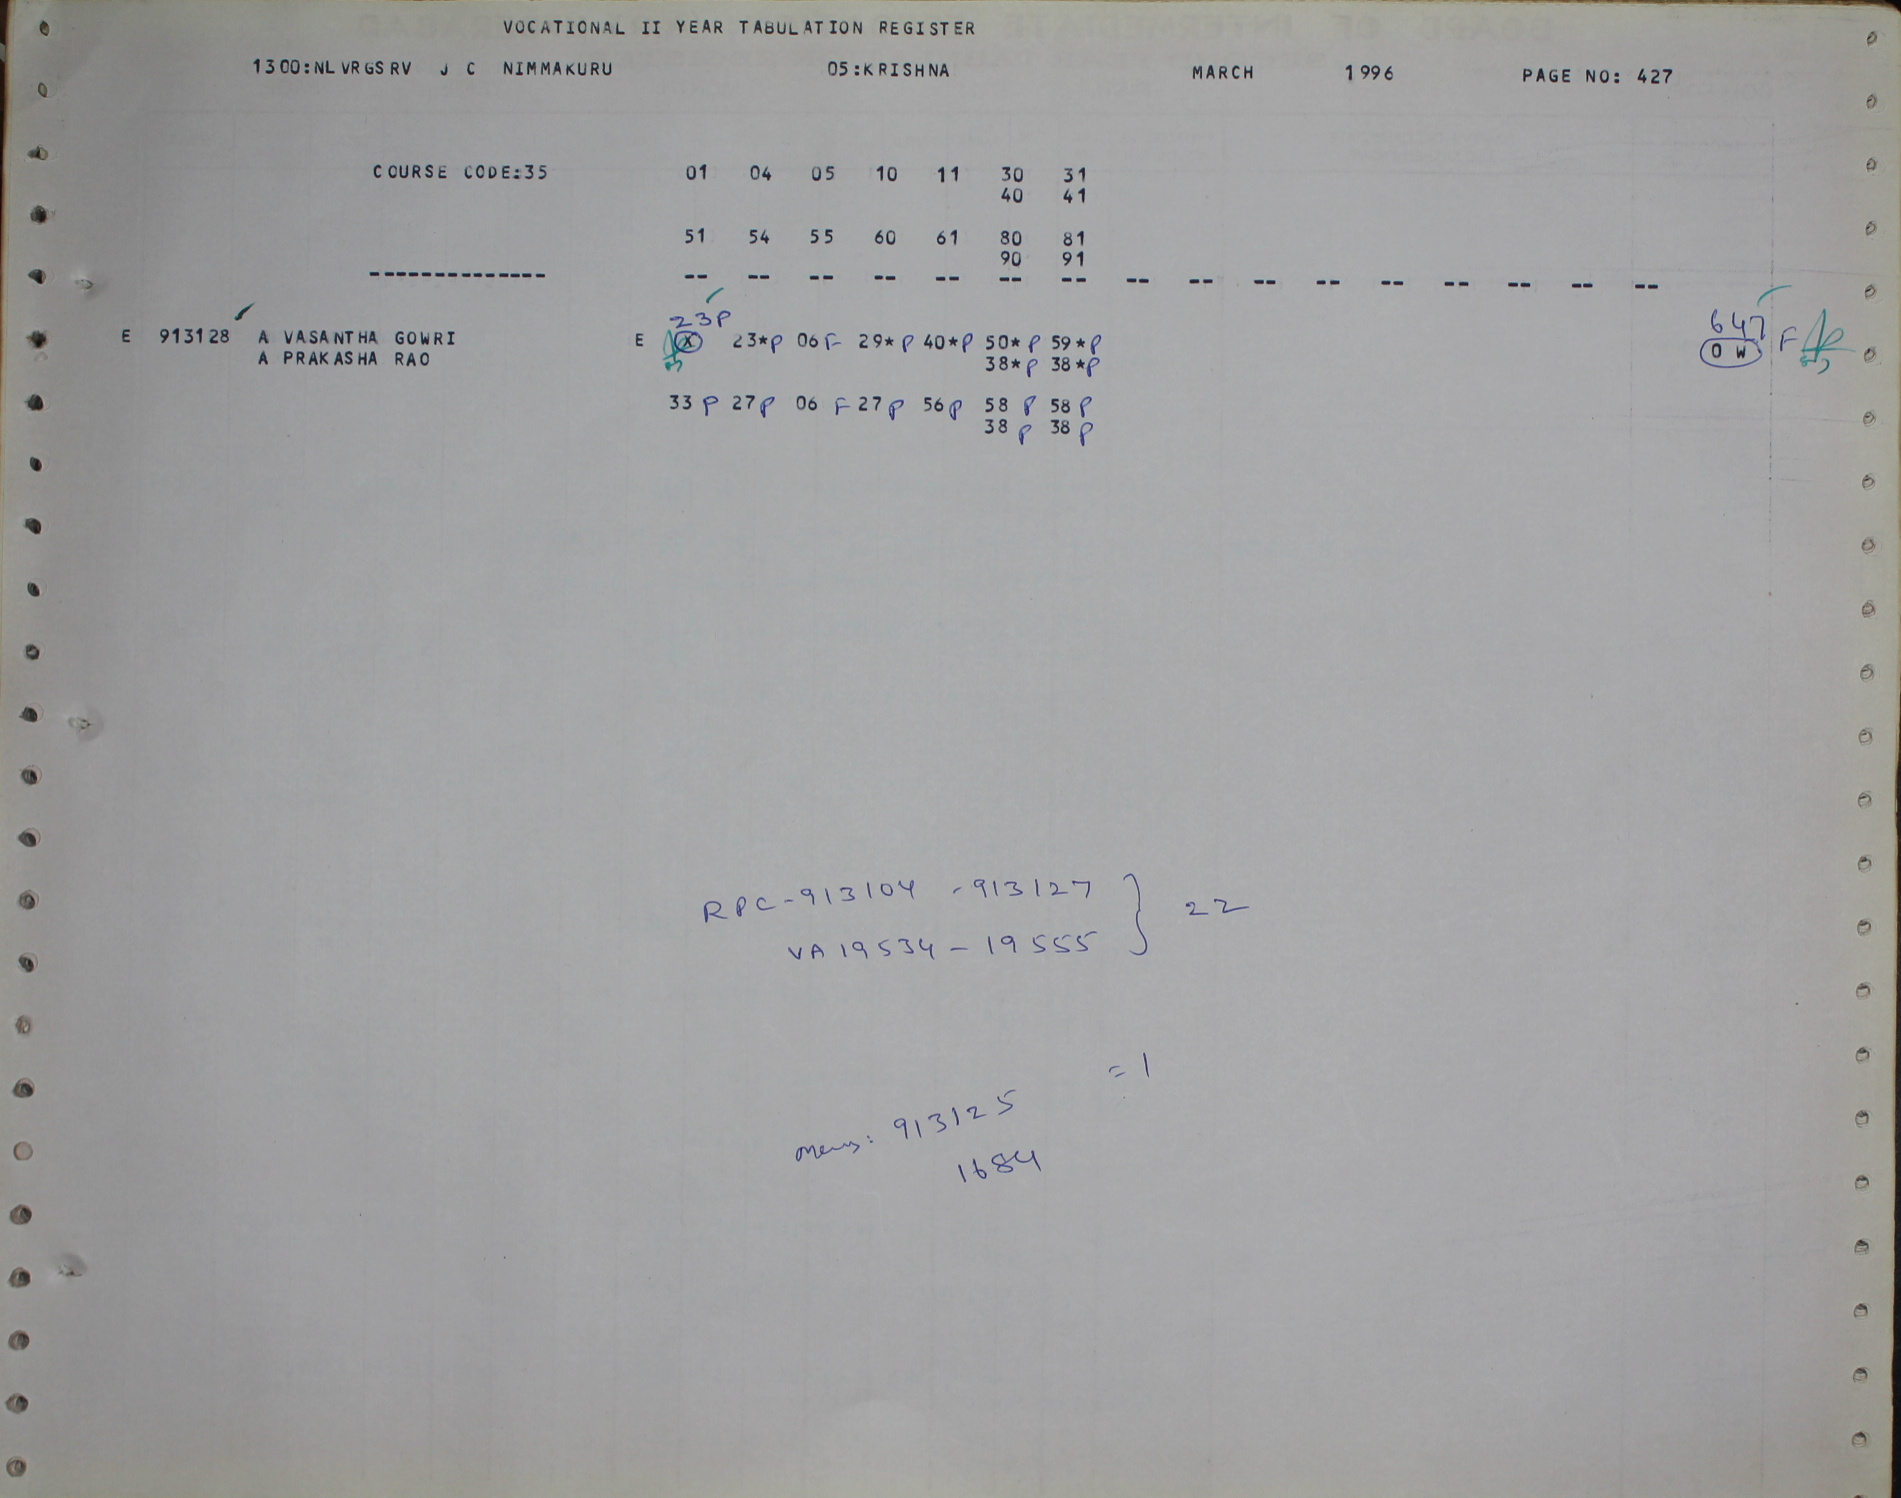 VOCATIONAL II YEAR TABULATION REGISTER
1300:NLVRGSRV J C NIMMAKURU 05:KRISHNA MARCH 1996 PAGE NO: 427
COURSE CODE:35 01 04 05 10 11 30 31
40 41
51 54 55 60 61 80 81
90 91
-------------- -- -- -- -- -- -- -- -- -- -- -- -- -- -- -- --
23P 647
E 913128 A VASANTHA GOWRI E X 23*P 06 F 29*P 40*P 50*P 59*P 0 W F
A PRAKASHA RAO 38*P 38*P
33 P 27P 06 F 27P 56P 58 P 58 P
38 P 38 P
RPC-913104 -913127 } 22
VA 19534 - 19555
= 1
913125
1684